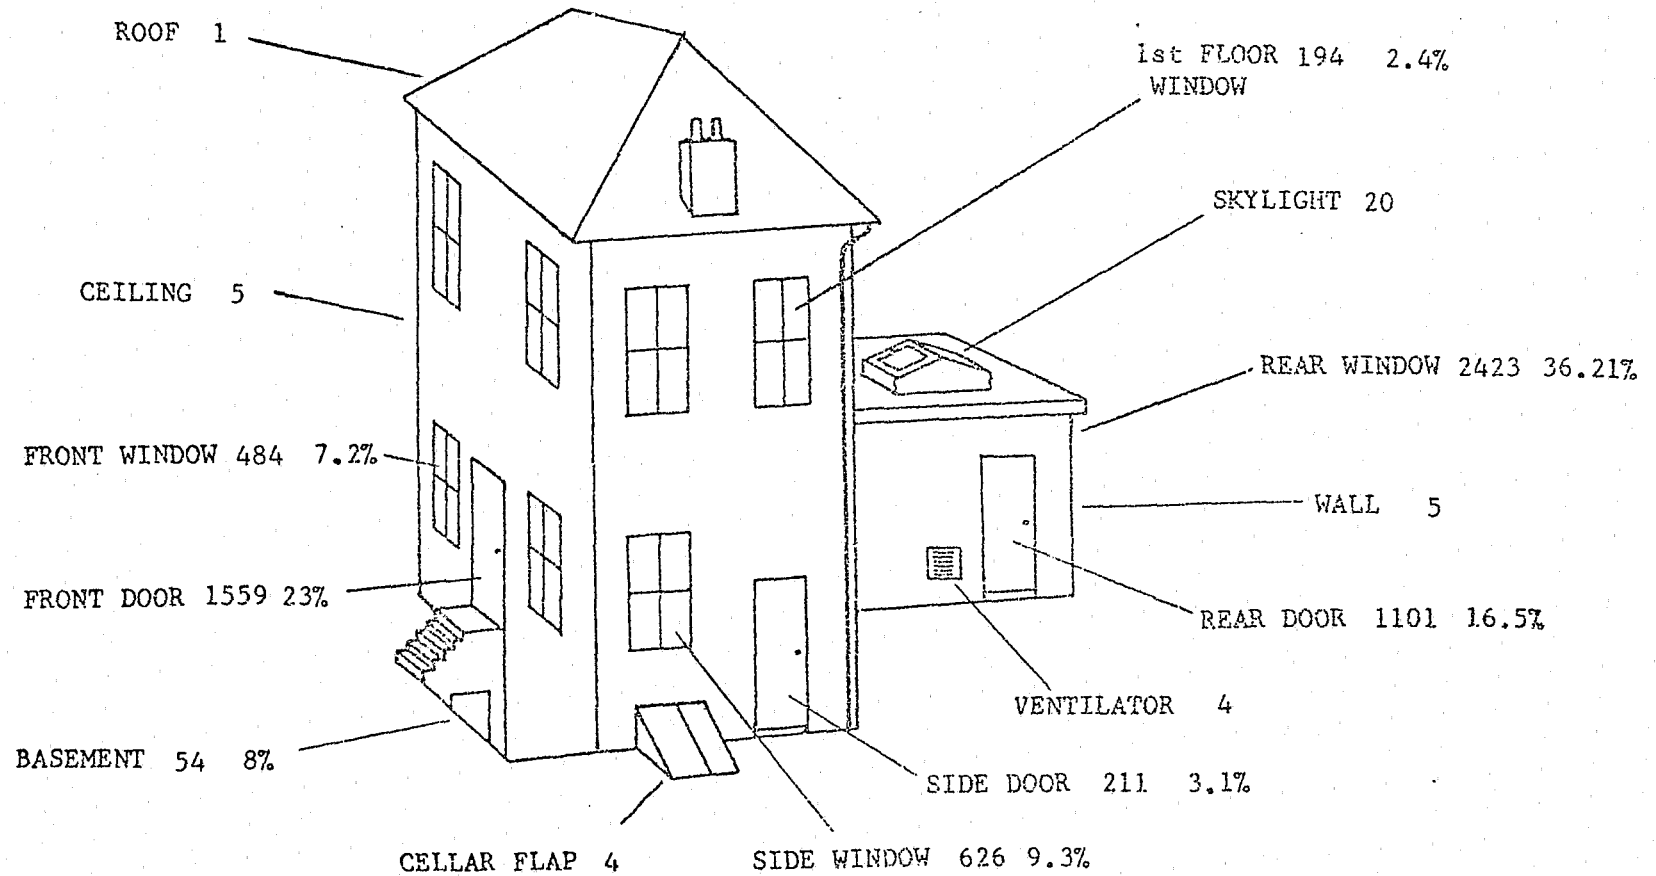 ROOF 1
1st FLOOR 194 2.4%
WINDOW
SKYLIGHT 20
CEILING 5
REAR WINDOW 2423 36.21%
FRONT WINDOW 484 7.2%
WALL 5
FRONT DOOR 1559 23%
REAR DOOR 1101 16.5%
VENTILATOR 4
BASEMENT 54 8%
SIDE DOOR 211 3.1%
CELLAR FLAP 4
SIDE WINDOW 626 9.3%